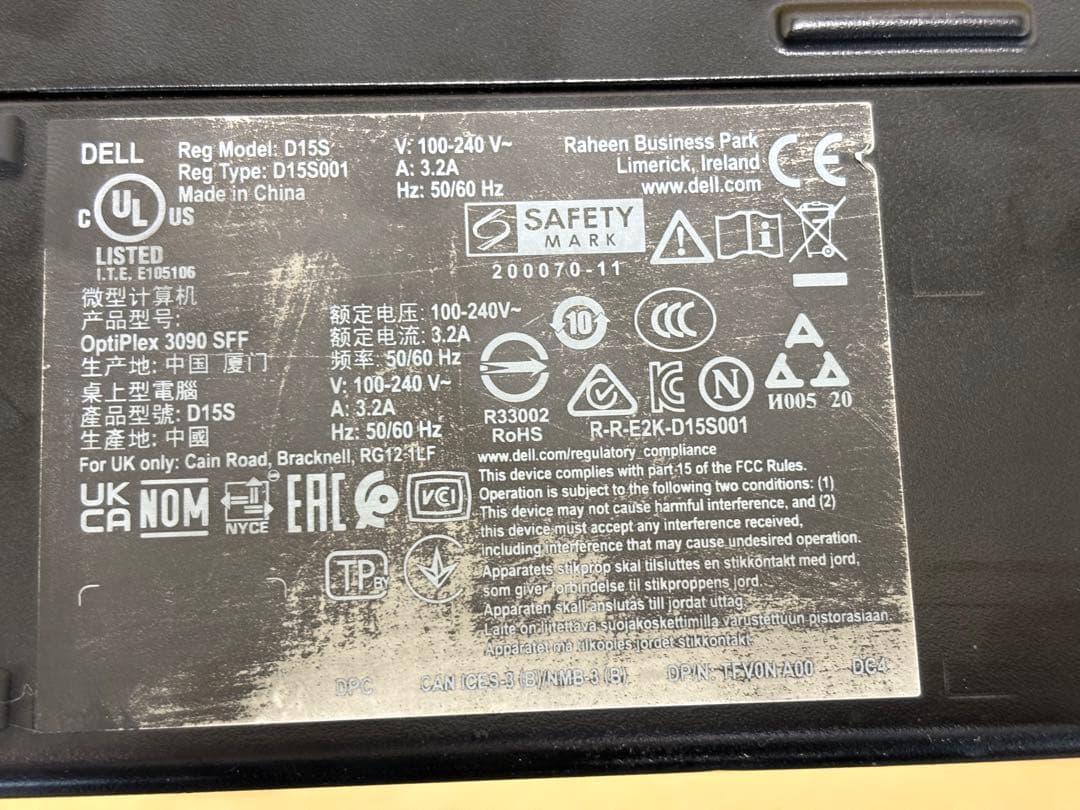 DELL
Reg Model: D15S
Reg Type: D15S001
Made in China
V: 100-240 V~
A: 3.2A
Hz: 50/60 Hz
Raheen Business Park
Limerick, Ireland
www.dell.com
CE
C UL US
LISTED
I.T.E. E105106
SAFETY
MARK
200070-11
微型计算机
产品型号:
OptiPlex 3090 SFF
生产地: 中国 厦门
桌上型電腦
產品型號: D15S
生產地: 中國
额定电压: 100-240V~
额定电流: 3.2A
频率: 50/60 Hz
V: 100-240 V~
A: 3.2A
Hz: 50/60 Hz
10
CCC
R33002
RoHS
N
И005 20
R-R-E2K-D15S001
For UK only: Cain Road, Bracknell, RG12 1LF
UK
CA
NOM
NYCE
EAC
VCI
TP BY
www.dell.com/regulatory_compliance
This device complies with part 15 of the FCC Rules.
Operation is subject to the following two conditions: (1)
This device may not cause harmful interference, and (2)
this device must accept any interference received,
including interference that may cause undesired operation.
Apparatets stikprop skal tilsluttes en stikkontakt med jord,
som giver forbindelse til stikproppens jord.
Apparaten skall anslutas till jordat uttag.
Laite on liitettävä suojakoskettimilla varustettuun pistorasiaan.
Apparatet må tilkoples jordet stikkontakt
DPC
CAN ICES-3 (B)/NMB-3 (B)
DP/N: A00
DC4